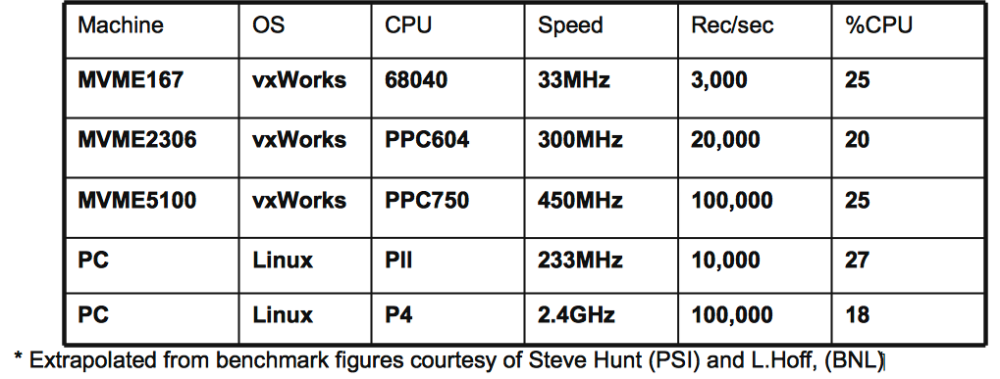 Machine OS CPU Speed Rec/sec %CPU
MVME167 vxWorks 68040 33MHz 3,000 25
MVME2306 vxWorks PPC604 300MHz 20,000 20
MVME5100 vxWorks PPC750 450MHz 100,000 25
PC Linux PII 233MHz 10,000 27
PC Linux P4 2.4GHz 100,000 18
* Extrapolated from benchmark figures courtesy of Steve Hunt (PSI) and L.Hoff, (BNL)